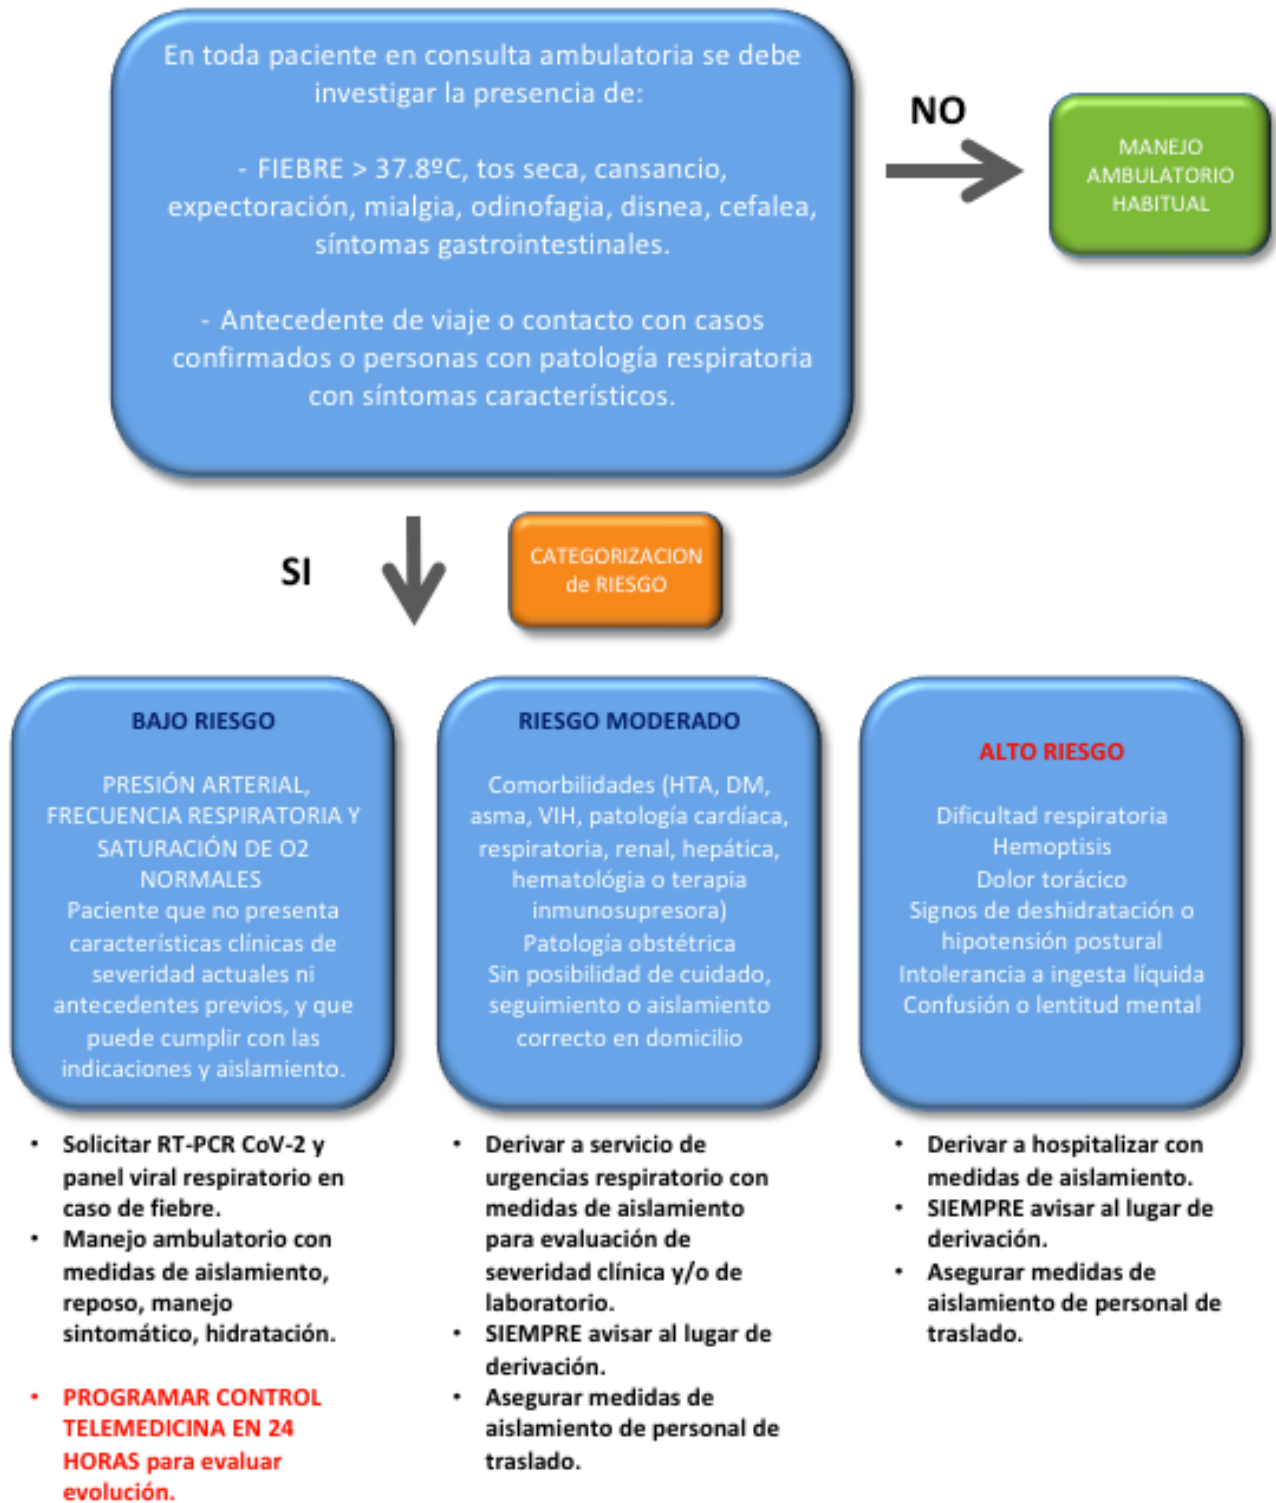 En toda paciente en consulta ambulatoria se debe
investigar la presencia de:
- FIEBRE > 37.8ºC, tos seca, cansancio,
expectoración, mialgia, odinofagia, disnea, cefalea,
síntomas gastrointestinales.
- Antecedente de viaje o contacto con casos
confirmados o personas con patología respiratoria
con síntomas característicos.
NO
MANEJO
AMBULATORIO
HABITUAL
SI
CATEGORIZACION
de RIESGO
BAJO RIESGO
PRESIÓN ARTERIAL,
FRECUENCIA RESPIRATORIA Y
SATURACIÓN DE O2
NORMALES
Paciente que no presenta
características clínicas de
severidad actuales ni
antecedentes previos, y que
puede cumplir con las
indicaciones y aislamiento.
• Solicitar RT-PCR CoV-2 y
panel viral respiratorio en
caso de fiebre.
• Manejo ambulatorio con
medidas de aislamiento,
reposo, manejo
sintomático, hidratación.
• PROGRAMAR CONTROL
TELEMEDICINA EN 24
HORAS para evaluar
evolución.
RIESGO MODERADO
Comorbilidades (HTA, DM,
asma, VIH, patología cardíaca,
respiratoria, renal, hepática,
hematológia o terapia
inmunosupresora)
Patología obstétrica
Sin posibilidad de cuidado,
seguimiento o aislamiento
correcto en domicilio
• Derivar a servicio de
urgencias respiratorio con
medidas de aislamiento
para evaluación de
severidad clínica y/o de
laboratorio.
• SIEMPRE avisar al lugar de
derivación.
• Asegurar medidas de
aislamiento de personal de
traslado.
ALTO RIESGO
Dificultad respiratoria
Hemoptisis
Dolor torácico
Signos de deshidratación o
hipotensión postural
Intolerancia a ingesta líquida
Confusión o lentitud mental
• Derivar a hospitalizar con
medidas de aislamiento.
• SIEMPRE avisar al lugar de
derivación.
• Asegurar medidas de
aislamiento de personal de
traslado.